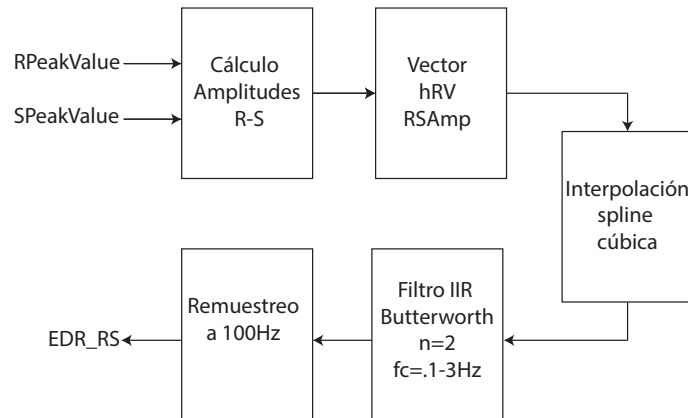 RPeakValue
SPeakValue
Cálculo
Amplitudes
R-S
Vector
hRV
RSAmp
Interpolación
spline
cúbica
Filtro IIR
Butterworth
n=2
fc=.1-3Hz
Remuestreo
a 100Hz
EDR_RS